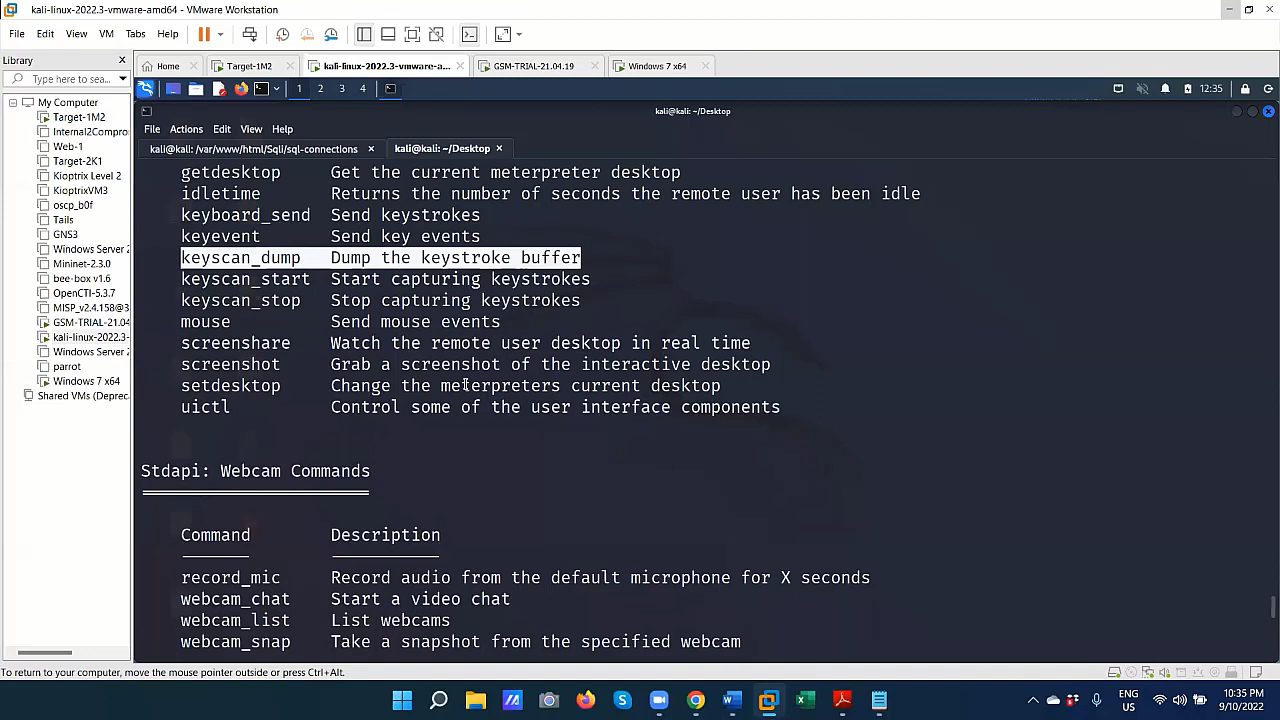 kali-linux-2022.3-vmware-amd64 - VMware Workstation
File Edit View VM Tabs Help
Library
Type here to sea...
My Computer
Target-1M2
Internal2Compro
Web-1
Target-2K1
Kioptrix Level 2
KioptrixVM3
oscp_b0f
Tails
GNS3
Windows Server 2
Mininet-2.3.0
bee-box v1.6
OpenCTI-5.3.7
MISP_v2.4.158@3
GSM-TRIAL-21.04
kali-linux-2022.3-
Windows Server 2
parrot
Windows 7 x64
Shared VMs (Deprec
Home Target-1M2 kali-linux-2022.3-vmware-a... GSM-TRIAL-21.04.19 Windows 7 x64
1 2 3 4 12:35
kali@kali: ~/Desktop
File Actions Edit View Help
kali@kali: /var/www/html/Sqli/sql-connections kali@kali: ~/Desktop
getdesktop Get the current meterpreter desktop
idletime Returns the number of seconds the remote user has been idle
keyboard_send Send keystrokes
keyevent Send key events
keyscan_dump Dump the keystroke buffer
keyscan_start Start capturing keystrokes
keyscan_stop Stop capturing keystrokes
mouse Send mouse events
screenshare Watch the remote user desktop in real time
screenshot Grab a screenshot of the interactive desktop
setdesktop Change the meterpreters current desktop
uictl Control some of the user interface components
Stdapi: Webcam Commands
Command Description
record_mic Record audio from the default microphone for X seconds
webcam_chat Start a video chat
webcam_list List webcams
webcam_snap Take a snapshot from the specified webcam
To return to your computer, move the mouse pointer outside or press Ctrl+Alt.
ENG
US
10:35 PM
9/10/2022